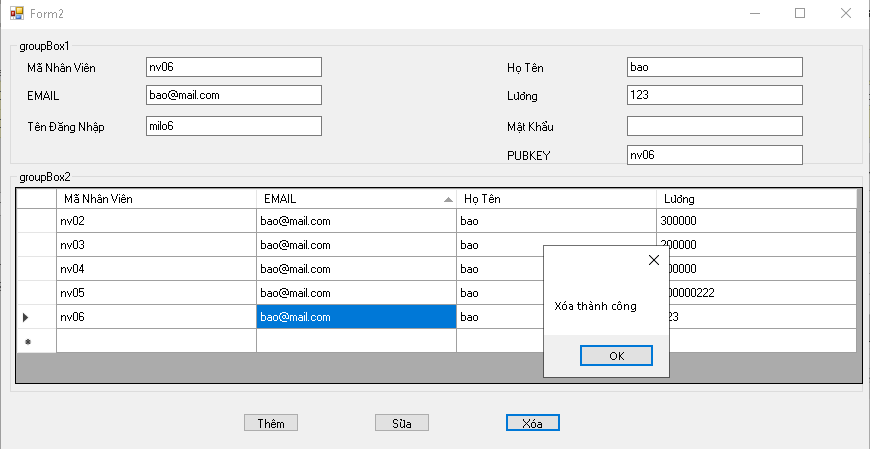 Form2
groupBox1
Mã Nhân Viên nv06 Họ Tên bao
EMAIL bao@mail.com Lương 123
Tên Đăng Nhập milo6 Mật Khẩu
PUBKEY nv06
groupBox2
Mã Nhân Viên EMAIL Họ Tên Lương
nv02 bao@mail.com bao 300000
nv03 bao@mail.com bao 200000
nv04 bao@mail.com bao 00000
nv05 bao@mail.com bao 00000222
nv06 bao@mail.com bao 23
Xóa thành công
OK
Thêm Sửa Xóa